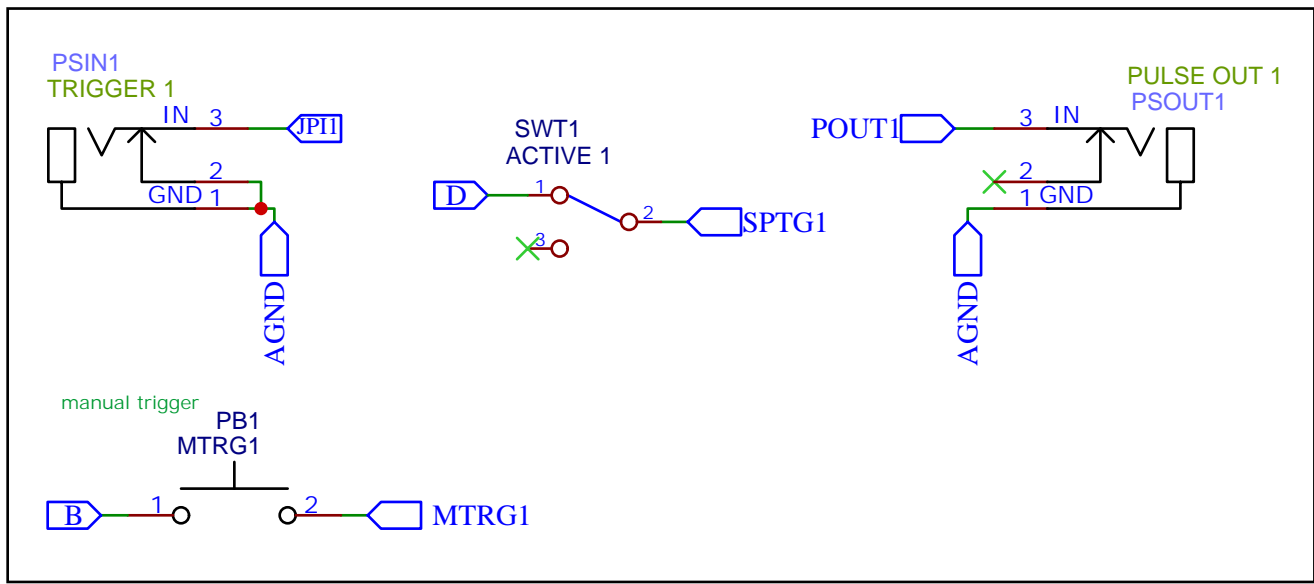 PSIN1
TRIGGER 1
IN 3
JPI1
2
GND 1
AGND
SWT1
ACTIVE 1
D
1
2
SPTG1
3
PULSE OUT 1
PSOUT1
POUT1
3 IN
2
1 GND
AGND
manual trigger
PB1
MTRG1
B
1
2
MTRG1